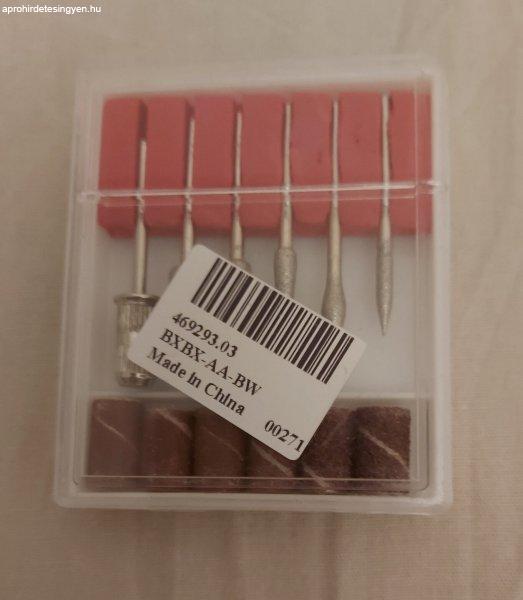 aprohirdetesingyen.hu
469293.03
BXBX-AA-BW
Made in China
00271